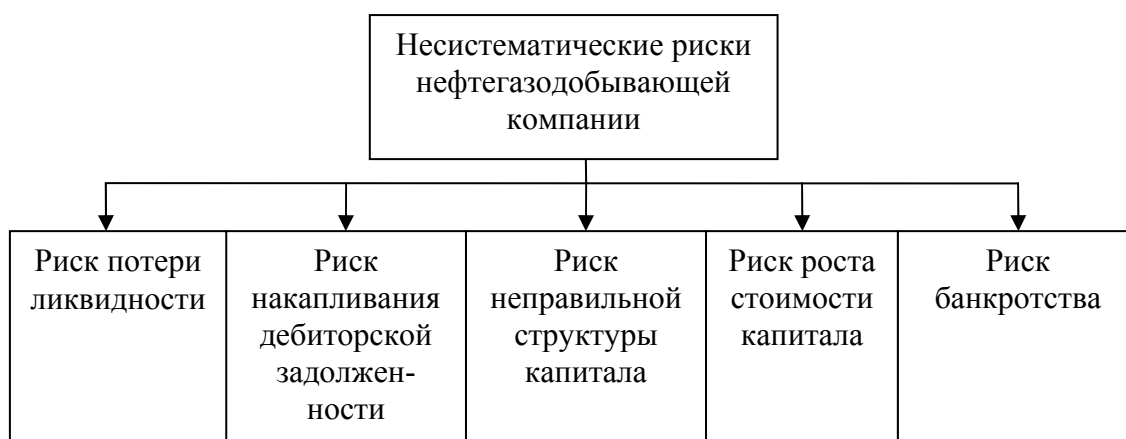 Несистематические риски
нефтегазодобывающей
компании
Риск потери
ликвидности
Риск
накапливания
дебиторской
задолжен-
ности
Риск
неправильной
структуры
капитала
Риск роста
стоимости
капитала
Риск
банкротства